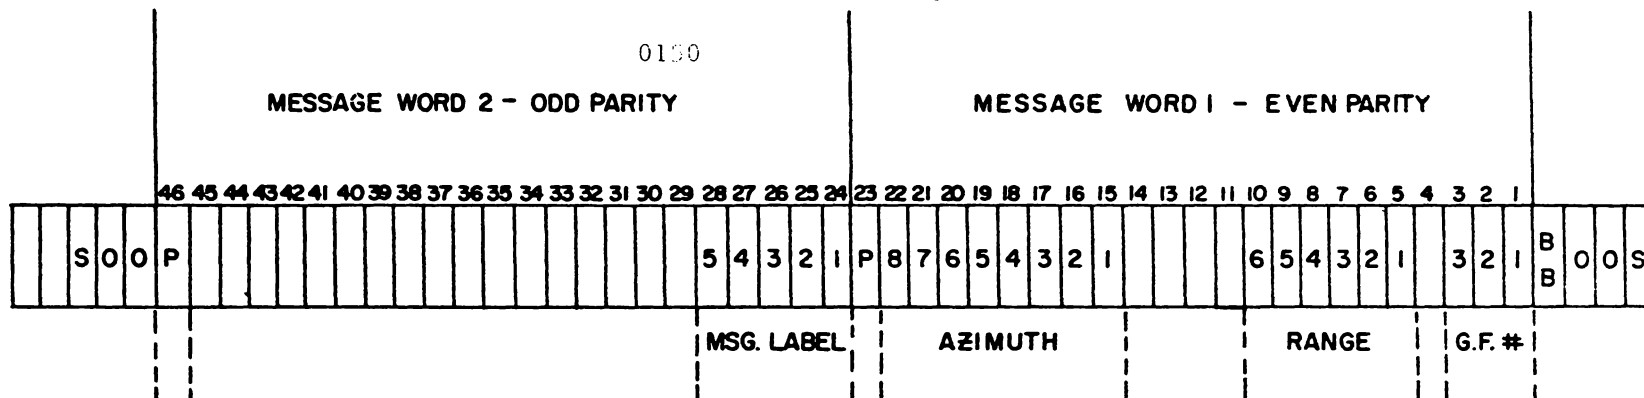 MESSAGE WORD 2 - ODD PARITY MESSAGE WORD 1 - EVEN PARITY
46 45 44 43 42 41 40 39 38 37 36 35 34 33 32 31 30 29 28 27 26 25 24 23 22 21 20 19 18 17 16 15 14 13 12 11 10 9 8 7 6 5 4 3 2 1
S 0 0 P 5 4 3 2 1 P 8 7 6 5 4 3 2 1 6 5 4 3 2 1 3 2 1 B B 0 0 S
MSG. LABEL AZIMUTH RANGE G.F. #